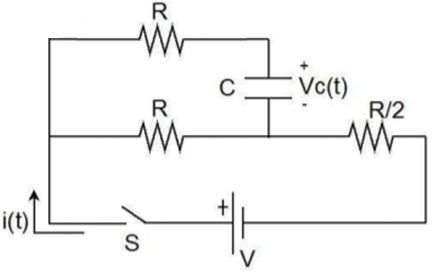 R
+
C
Vc(t)
-
R
R/2
i(t)
S
+
V